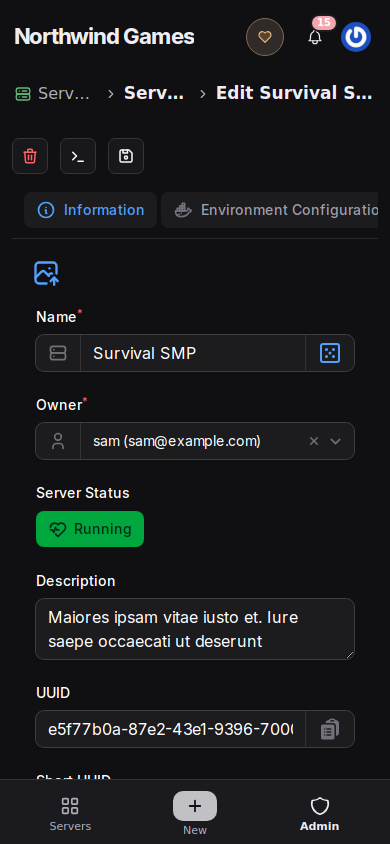 Northwind Games
15
Serv... › Serv... › Edit Survival S...
Information
Environment Configuratio
Name*
Survival SMP
Owner*
sam (sam@example.com)
Server Status
Running
Description
Maiores ipsam vitae iusto et. Iure
saepe occaecati ut deserunt
UUID
e5f77b0a-87e2-43e1-9396-700
Short UUID
Servers
New
Admin